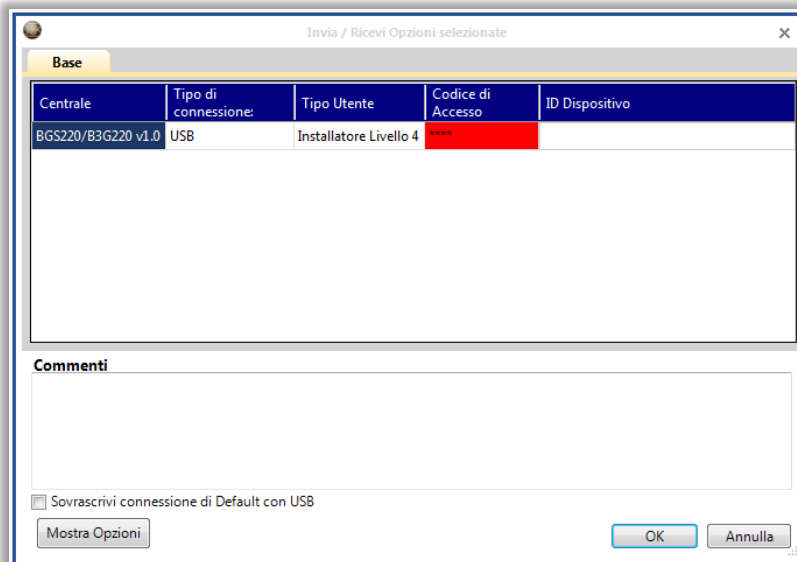 Invia / Ricevi Opzioni selezionate
Base
Centrale Tipo di connessione: Tipo Utente Codice di Accesso ID Dispositivo
BGS220/B3G220 v1.0 USB Installatore Livello 4 ****
Commenti
Sovrascrivi connessione di Default con USB
Mostra Opzioni OK Annulla